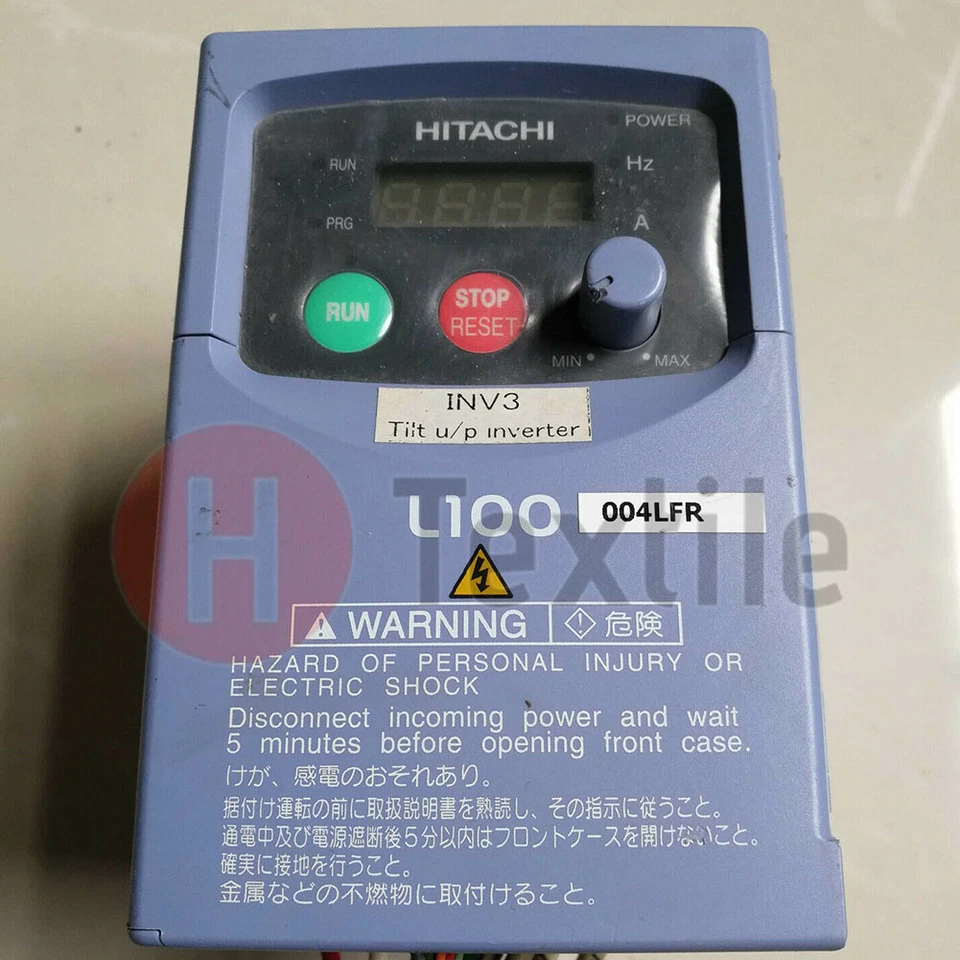 HITACHI
POWER
RUN
Hz
PRG
A
RUN
STOP
RESET
MIN
MAX
INV3
Tilt u/p inverter
L100
004LFR
H Textile
WARNING 危険
HAZARD OF PERSONAL INJURY OR
ELECTRIC SHOCK
Disconnect incoming power and wait
5 minutes before opening front case.
けが、感電のおそれあり。
据付け運転の前に取扱説明書を熟読し、その指示に従うこと。
通電中及び電源遮断後5分以内はフロントケースを開けないこと。
確実に接地を行うこと。
金属などの不燃物に取付けること。